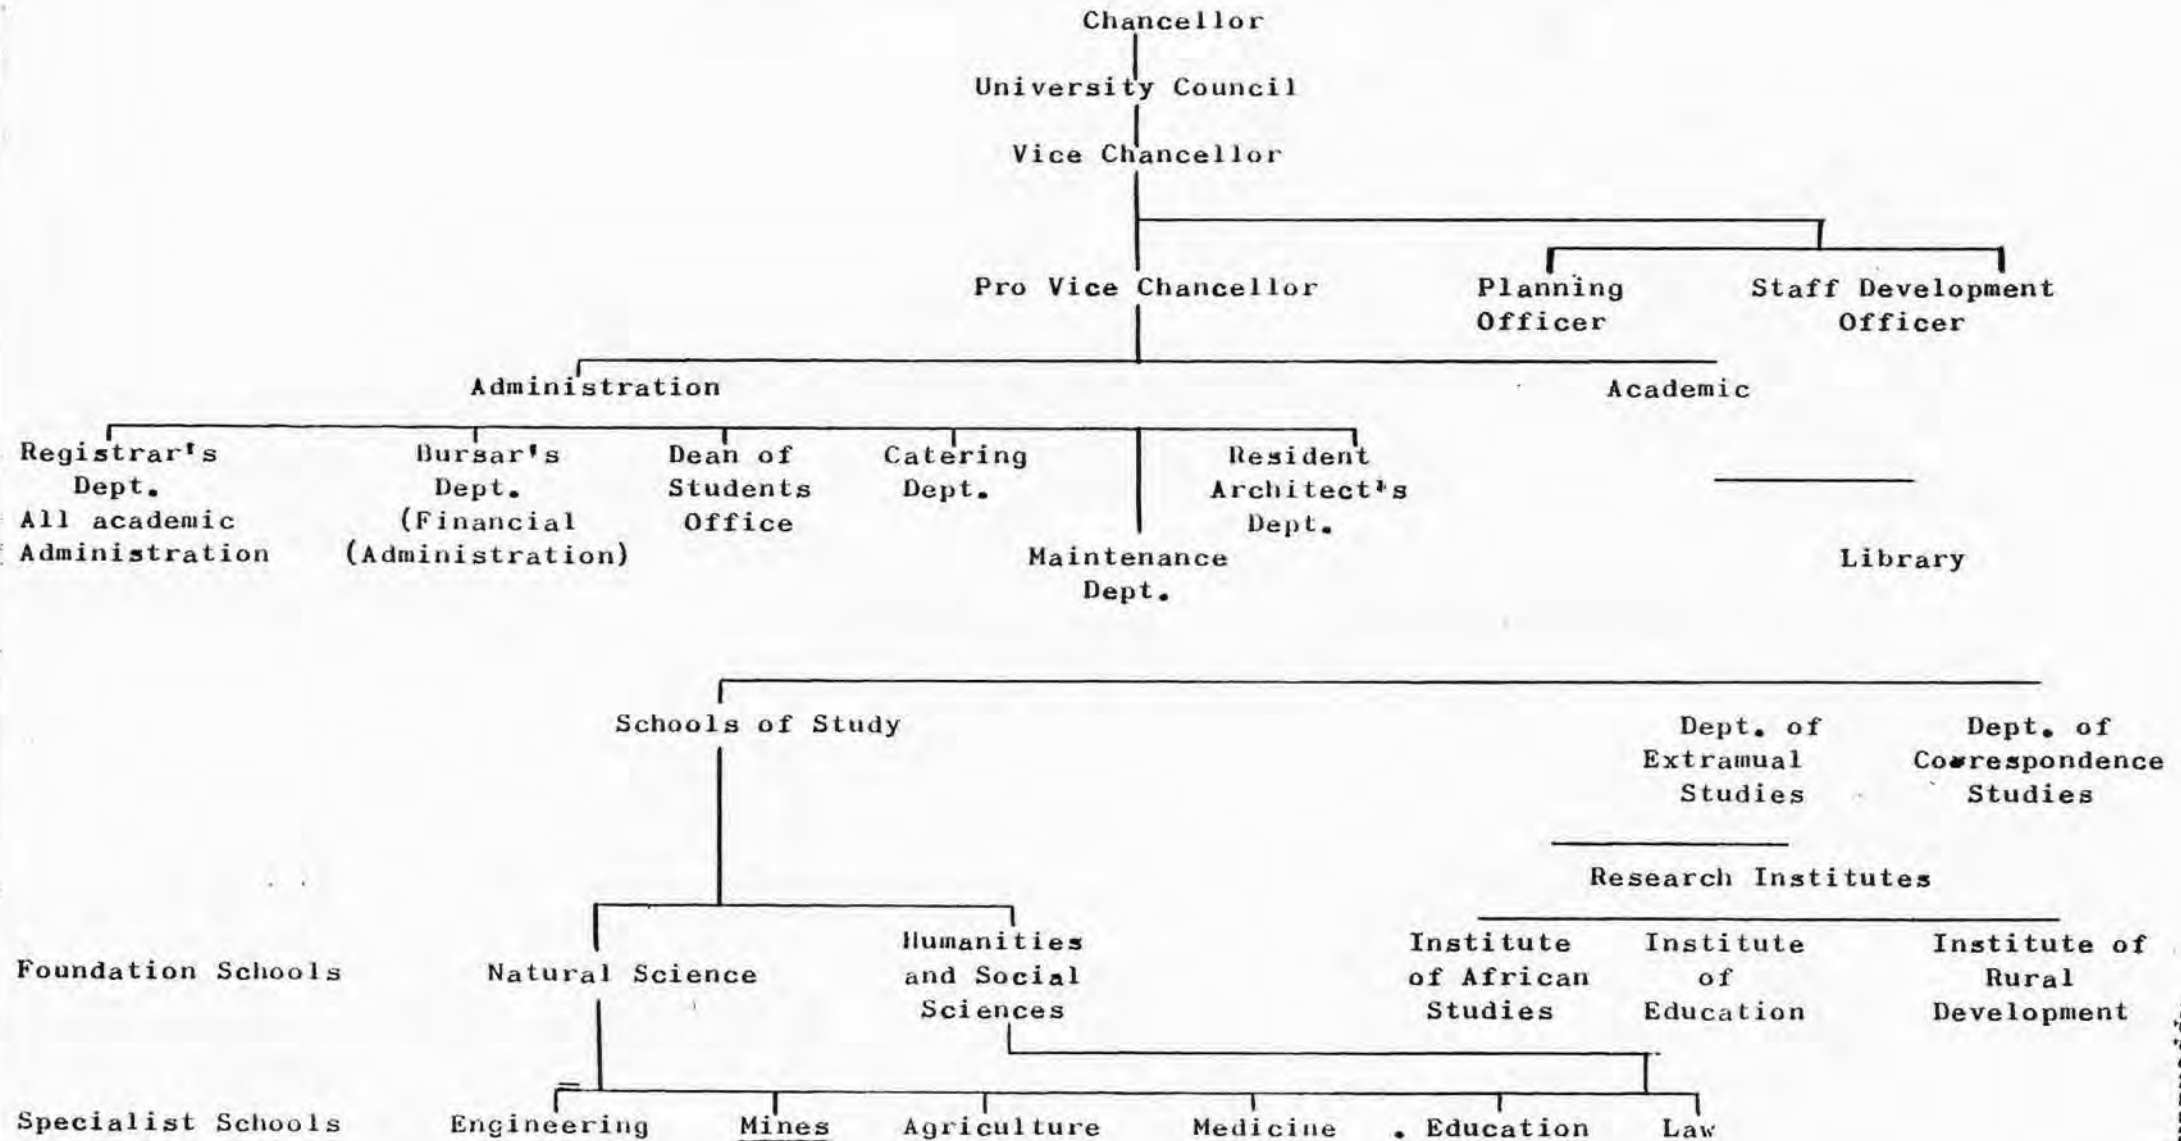 Chancellor
University Council
Vice Chancellor
Pro Vice Chancellor
Planning
Officer
Staff Development
Officer
Administration
Academic
Registrar's
Dept.
All academic
Administration
Bursar's
Dept.
(Financial
(Administration)
Dean of
Students
Office
Catering
Dept.
Maintenance
Dept.
Resident
Architect's
Dept.
Library
Schools of Study
Dept. of
Extramual
Studies
Dept. of
Correspondence
Studies
Research Institutes
Foundation Schools
Natural Science
Humanities
and Social
Sciences
Institute
of African
Studies
Institute
of
Education
Institute of
Rural
Development
Specialist Schools
Engineering
Mines
Agriculture
Medicine
. Education
Law